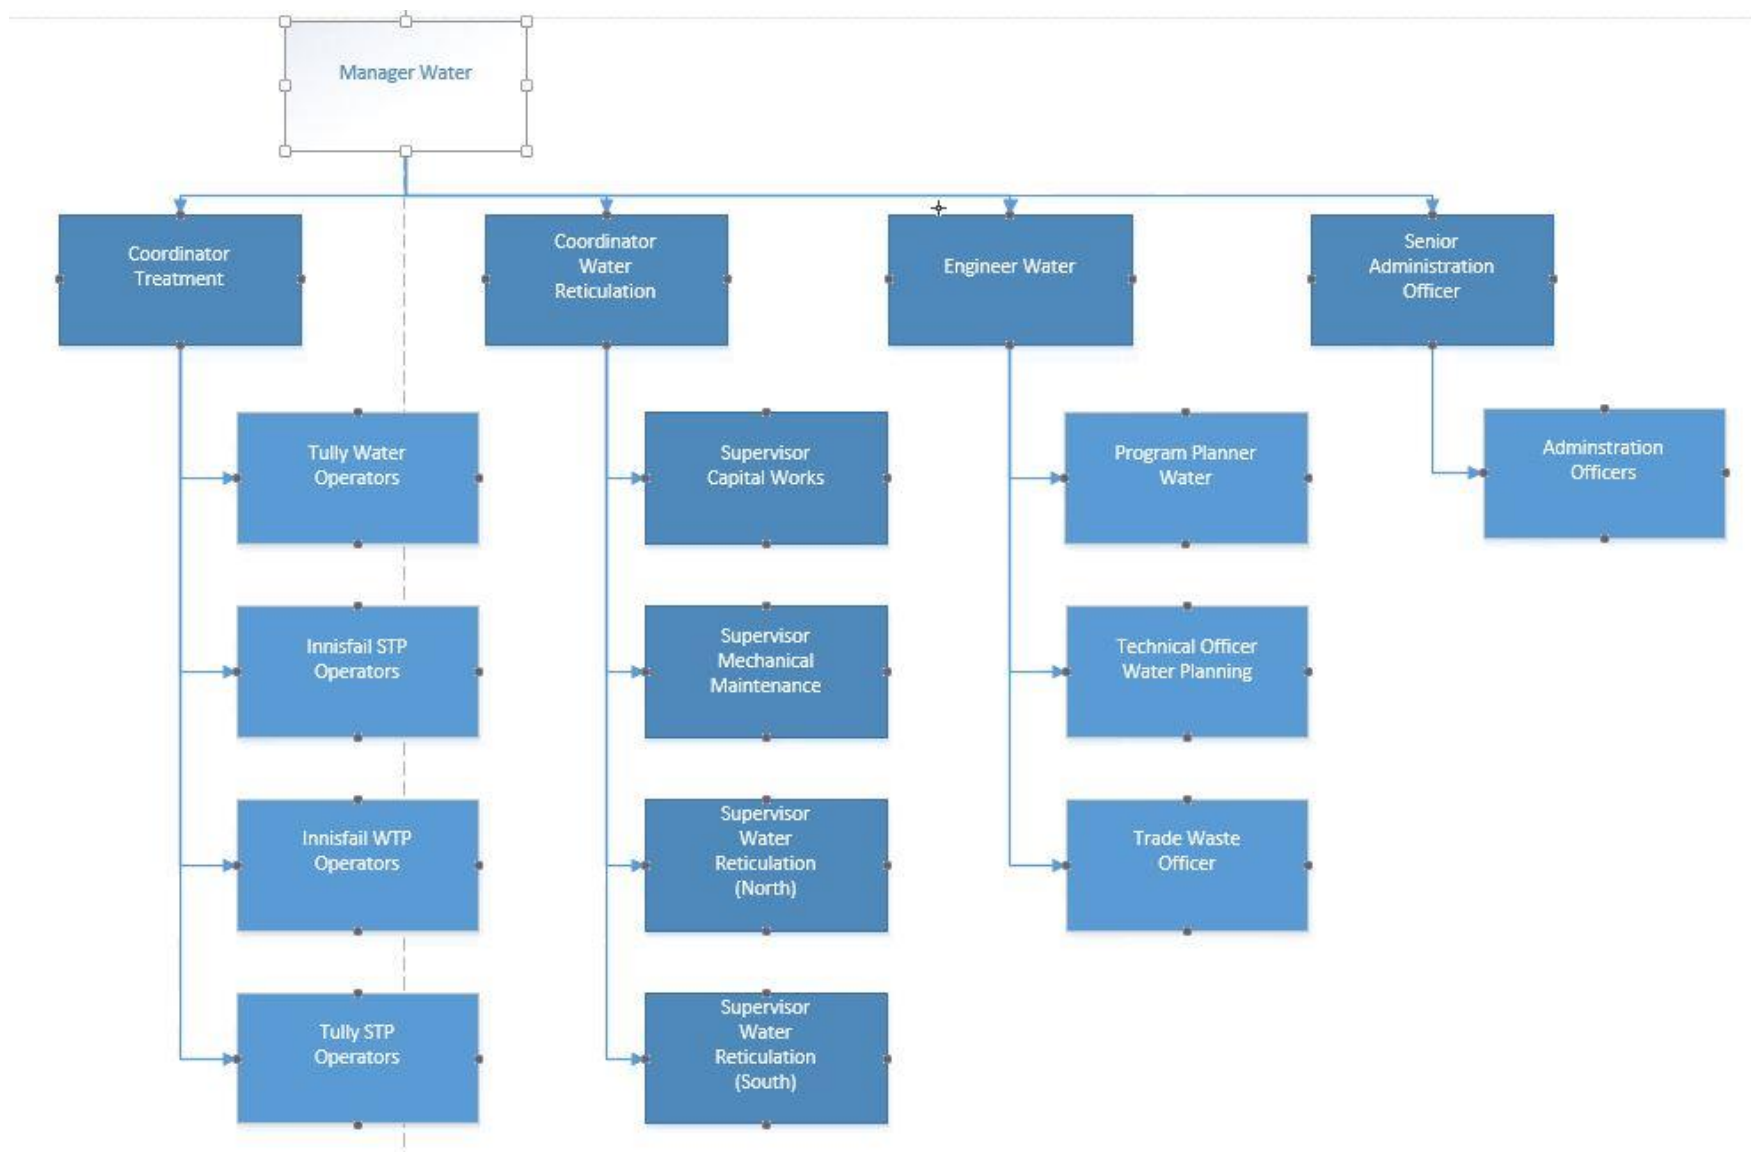 Manager Water
Coordinator
Treatment
Coordinator
Water
Reticulation
Engineer Water
Senior
Administration
Officer
Tully Water
Operators
Supervisor
Capital Works
Program Planner
Water
Adminstration
Officers
Innisfail STP
Operators
Supervisor
Mechanical
Maintenance
Technical Officer
Water Planning
Innisfail WTP
Operators
Supervisor
Water
Reticulation
(North)
Trade Waste
Officer
Tully STP
Operators
Supervisor
Water
Reticulation
(South)